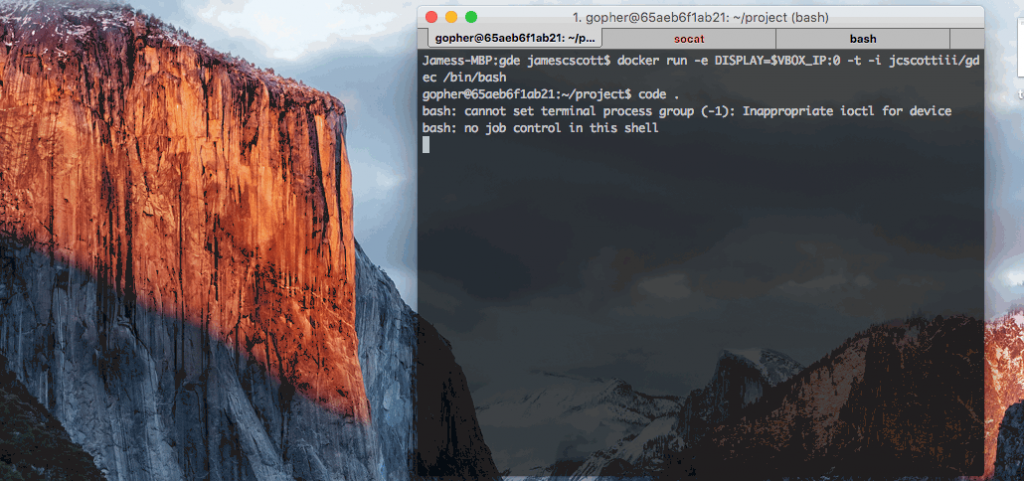 1. gopher@65aeb6f1ab21: ~/project (bash)
gopher@65aeb6f1ab21: ~/p...
socat
bash
Jamess-MBP:gde jamescscott$ docker run -e DISPLAY=$VBOX_IP:0 -t -i jcscottiii/gd
ec /bin/bash
gopher@65aeb6f1ab21:~/project$ code .
bash: cannot set terminal process group (-1): Inappropriate ioctl for device
bash: no job control in this shell